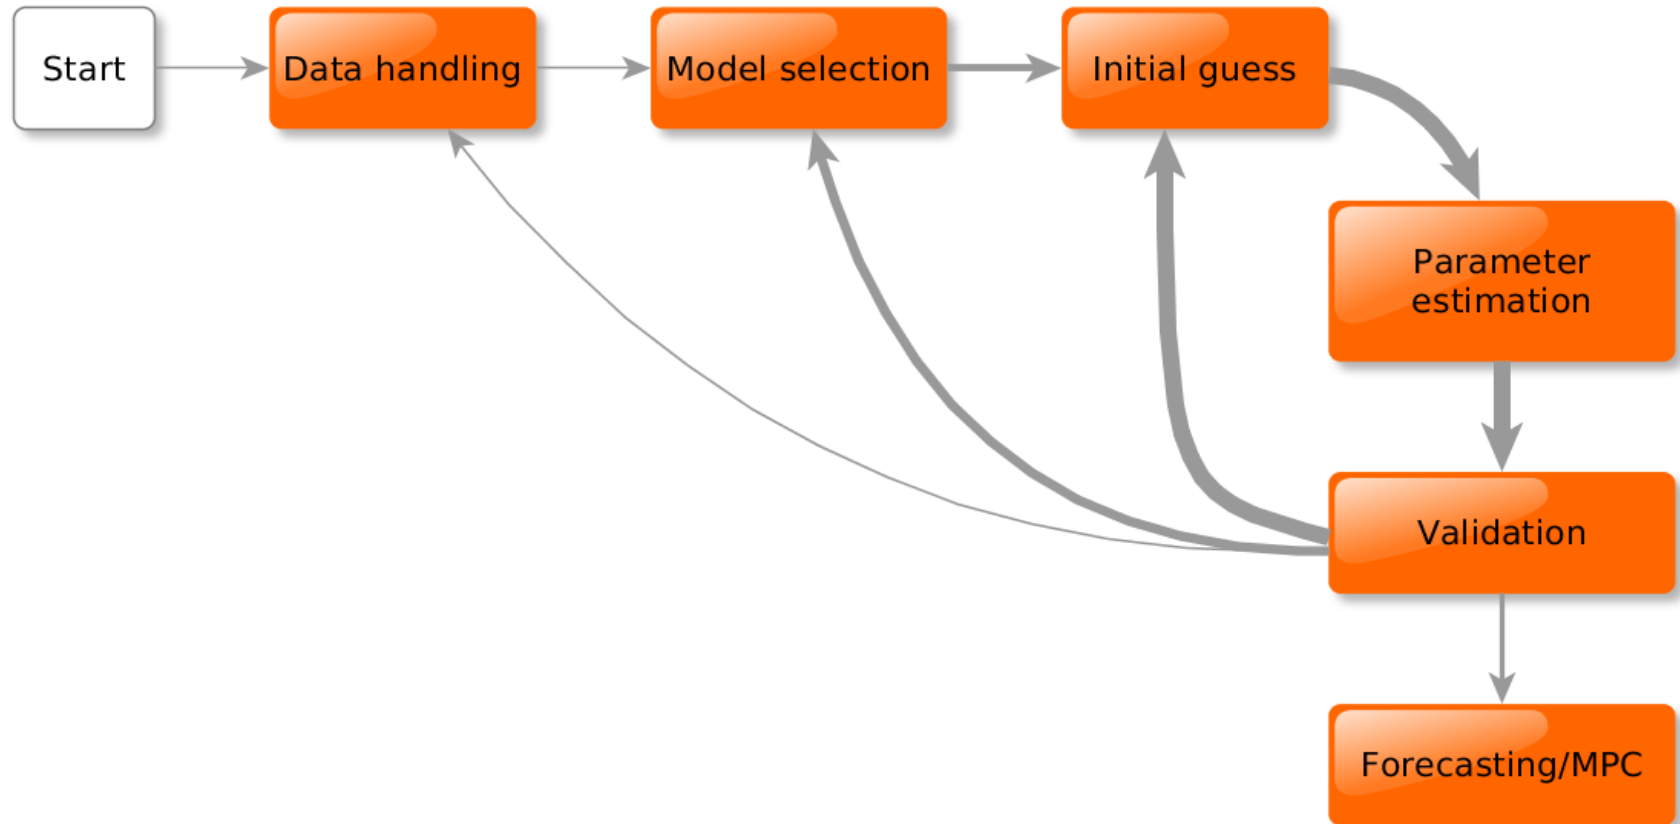 Start
Data handling
Model selection
Initial guess
Parameter
estimation
Validation
Forecasting/MPC